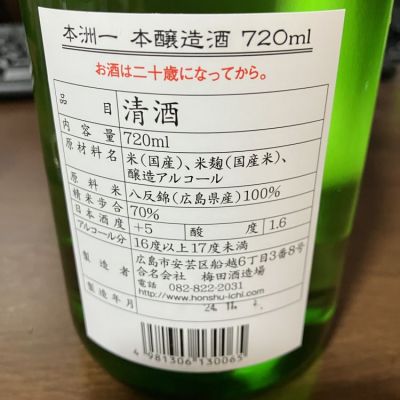 本洲一 本醸造酒 720ml
お酒は二十歳になってから。
品目 清酒
内容量 720ml
原材料名 米(国産)、米麹(国産米)、
醸造アルコール
原料米 八反錦(広島県産)100%
精米歩合 70%
日本酒度 +5 酸度 1.6
アルコール分 16度以上17度未満
製造者 広島市安芸区船越6丁目3番8号
合名会社 梅田酒造場
電話 082-822-2031
http://www.honshu-ichi.com/
製造年月
4981306130065